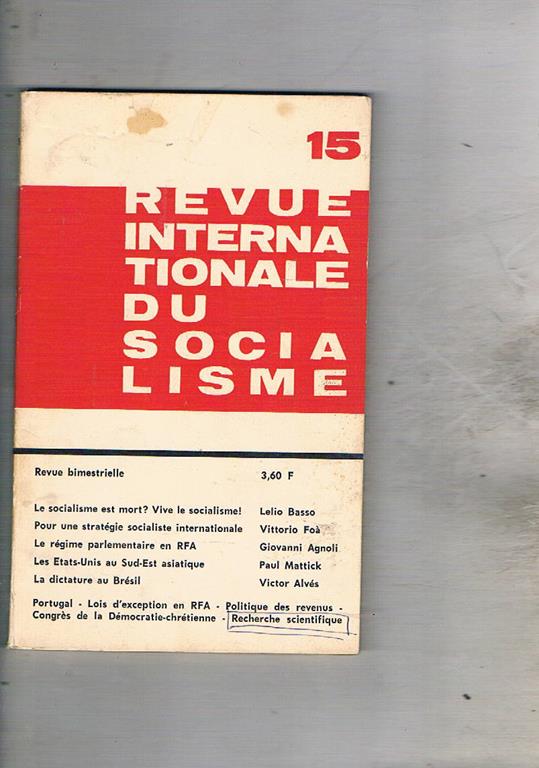 15
REVUE
INTERNA
TIONALE
DU
SOCIA
LISME
Revue bimestrielle 3,60 F
Le socialisme est mort? Vive le socialisme! Lelio Basso
Pour une stratégie socialiste internationale Vittorio Foà
Le régime parlementaire en RFA Giovanni Agnoli
Les Etats-Unis au Sud-Est asiatique Paul Mattick
La dictature au Brésil Victor Alvés
Portugal - Lois d'exception en RFA - Politique des revenus -
Congrès de la Démocratie-chrétienne - Recherche scientifique